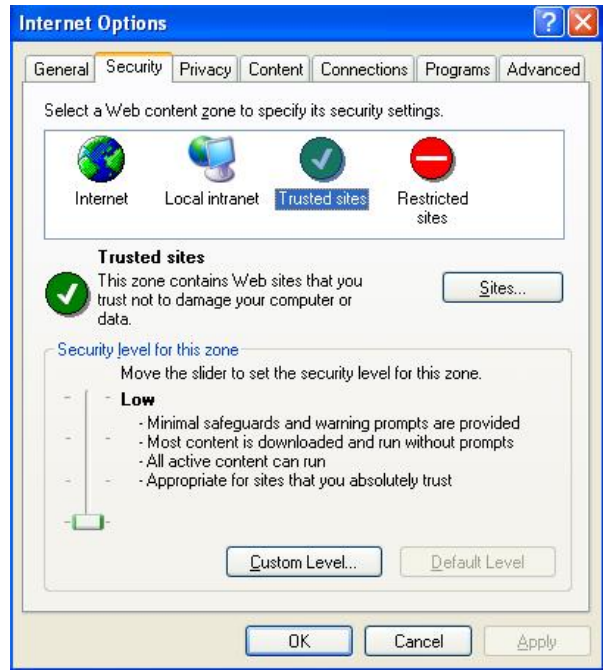 Internet Options
General Security Privacy Content Connections Programs Advanced
Select a Web content zone to specify its security settings.
Internet Local intranet Trusted sites Restricted sites
Trusted sites
This zone contains Web sites that you
trust not to damage your computer or
data.
Sites...
Security level for this zone
Move the slider to set the security level for this zone.
Low
- Minimal safeguards and warning prompts are provided
- Most content is downloaded and run without prompts
- All active content can run
- Appropriate for sites that you absolutely trust
Custom Level... Default Level
OK Cancel Apply